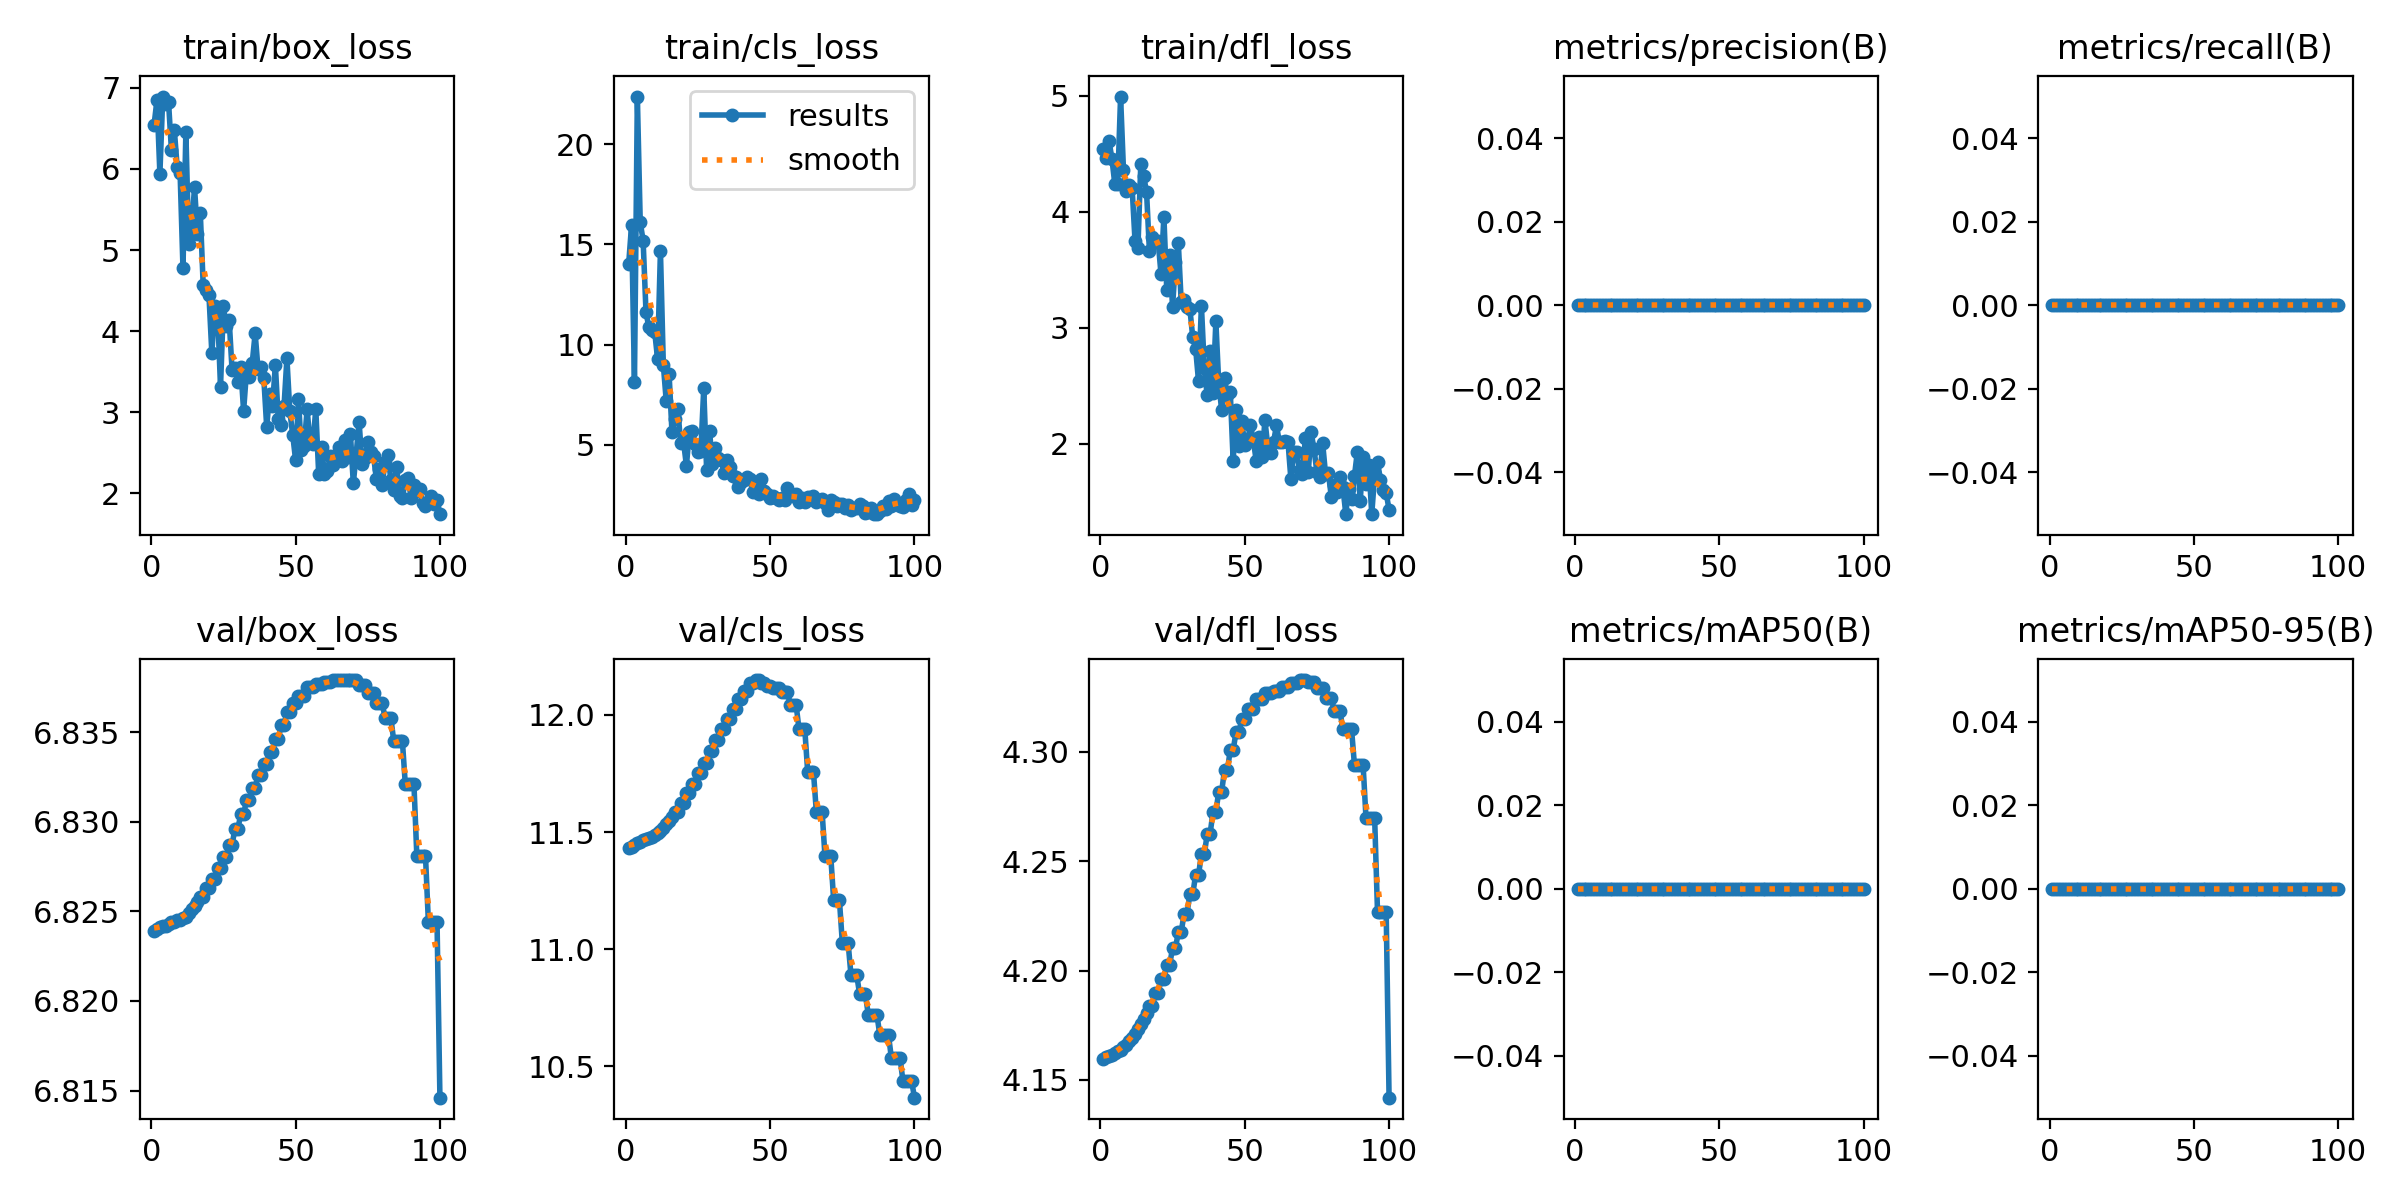 train/box_loss
7
6
5
4
3
2
0 50 100
train/cls_loss
results
smooth
20
15
10
5
0 50 100
train/dfl_loss
5
4
3
2
0 50 100
metrics/precision(B)
0.04
0.02
0.00
−0.02
−0.04
0 50 100
metrics/recall(B)
0.04
0.02
0.00
−0.02
−0.04
0 50 100
val/box_loss
6.835
6.830
6.825
6.820
6.815
0 50 100
val/cls_loss
12.0
11.5
11.0
10.5
0 50 100
val/dfl_loss
4.30
4.25
4.20
4.15
0 50 100
metrics/mAP50(B)
0.04
0.02
0.00
−0.02
−0.04
0 50 100
metrics/mAP50-95(B)
0.04
0.02
0.00
−0.02
−0.04
0 50 100